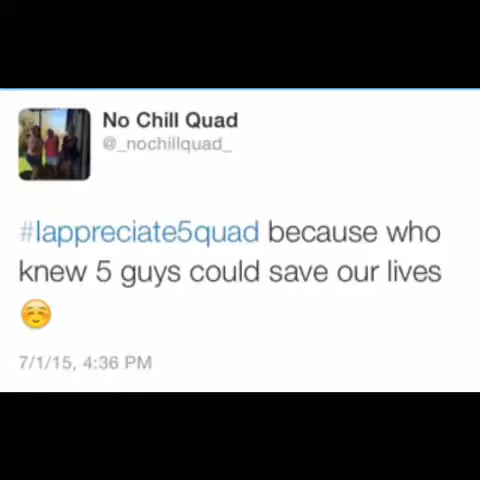 No Chill Quad
@_nochillquad_
#Iappreciate5quad because who
knew 5 guys could save our lives
☺️
7/1/15, 4:36 PM